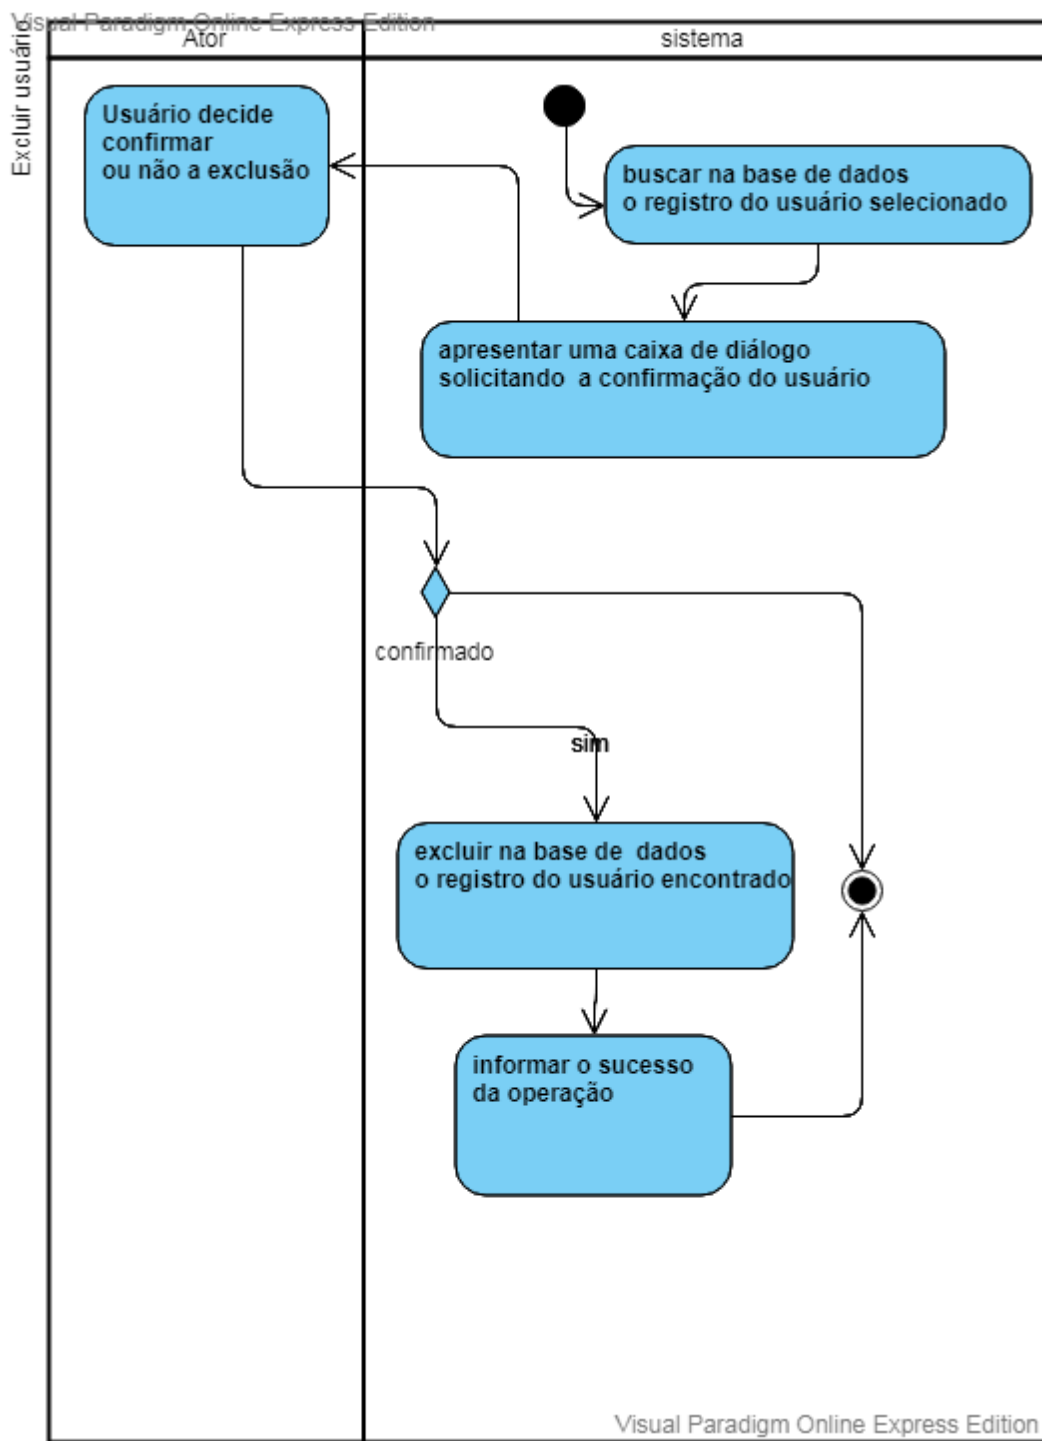 Visual Paradigm Online Express Edition
Excluir usuário
Ator
sistema
Usuário decide
confirmar
ou não a exclusão
buscar na base de dados
o registro do usuário selecionado
apresentar uma caixa de diálogo
solicitando  a confirmação do usuário
confirmado
sim
excluir na base de  dados
o registro do usuário encontrado
informar o sucesso
da operação
Visual Paradigm Online Express Edition